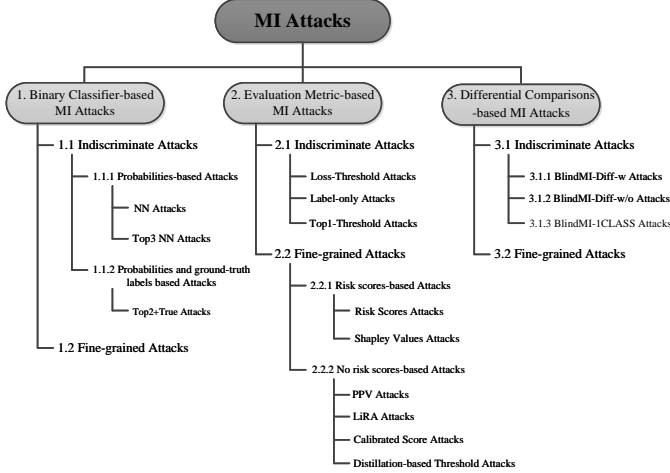 MI Attacks
1. Binary Classifier-based
MI Attacks
1.1 Indiscriminate Attacks
1.1.1 Probabilities-based Attacks
NN Attacks
Top3 NN Attacks
1.1.2 Probabilities and ground-truth
labels based Attacks
Top2+True Attacks
1.2 Fine-grained Attacks
2. Evaluation Metric-based
MI Attacks
2.1 Indiscriminate Attacks
Loss-Threshold Attacks
Label-only Attacks
Top1-Threshold Attacks
2.2 Fine-grained Attacks
2.2.1 Risk scores-based Attacks
Risk Scores Attacks
Shapley Values Attacks
2.2.2 No risk scores-based Attacks
PPV Attacks
LiRA Attacks
Calibrated Score Attacks
Distillation-based Threshold Attacks
3. Differential Comparisons
-based MI Attacks
3.1 Indiscriminate Attacks
3.1.1 BlindMI-Diff-w Attacks
3.1.2 BlindMI-Diff-w/o Attacks
3.1.3 BlindMI-1CLASS Attacks
3.2 Fine-grained Attacks